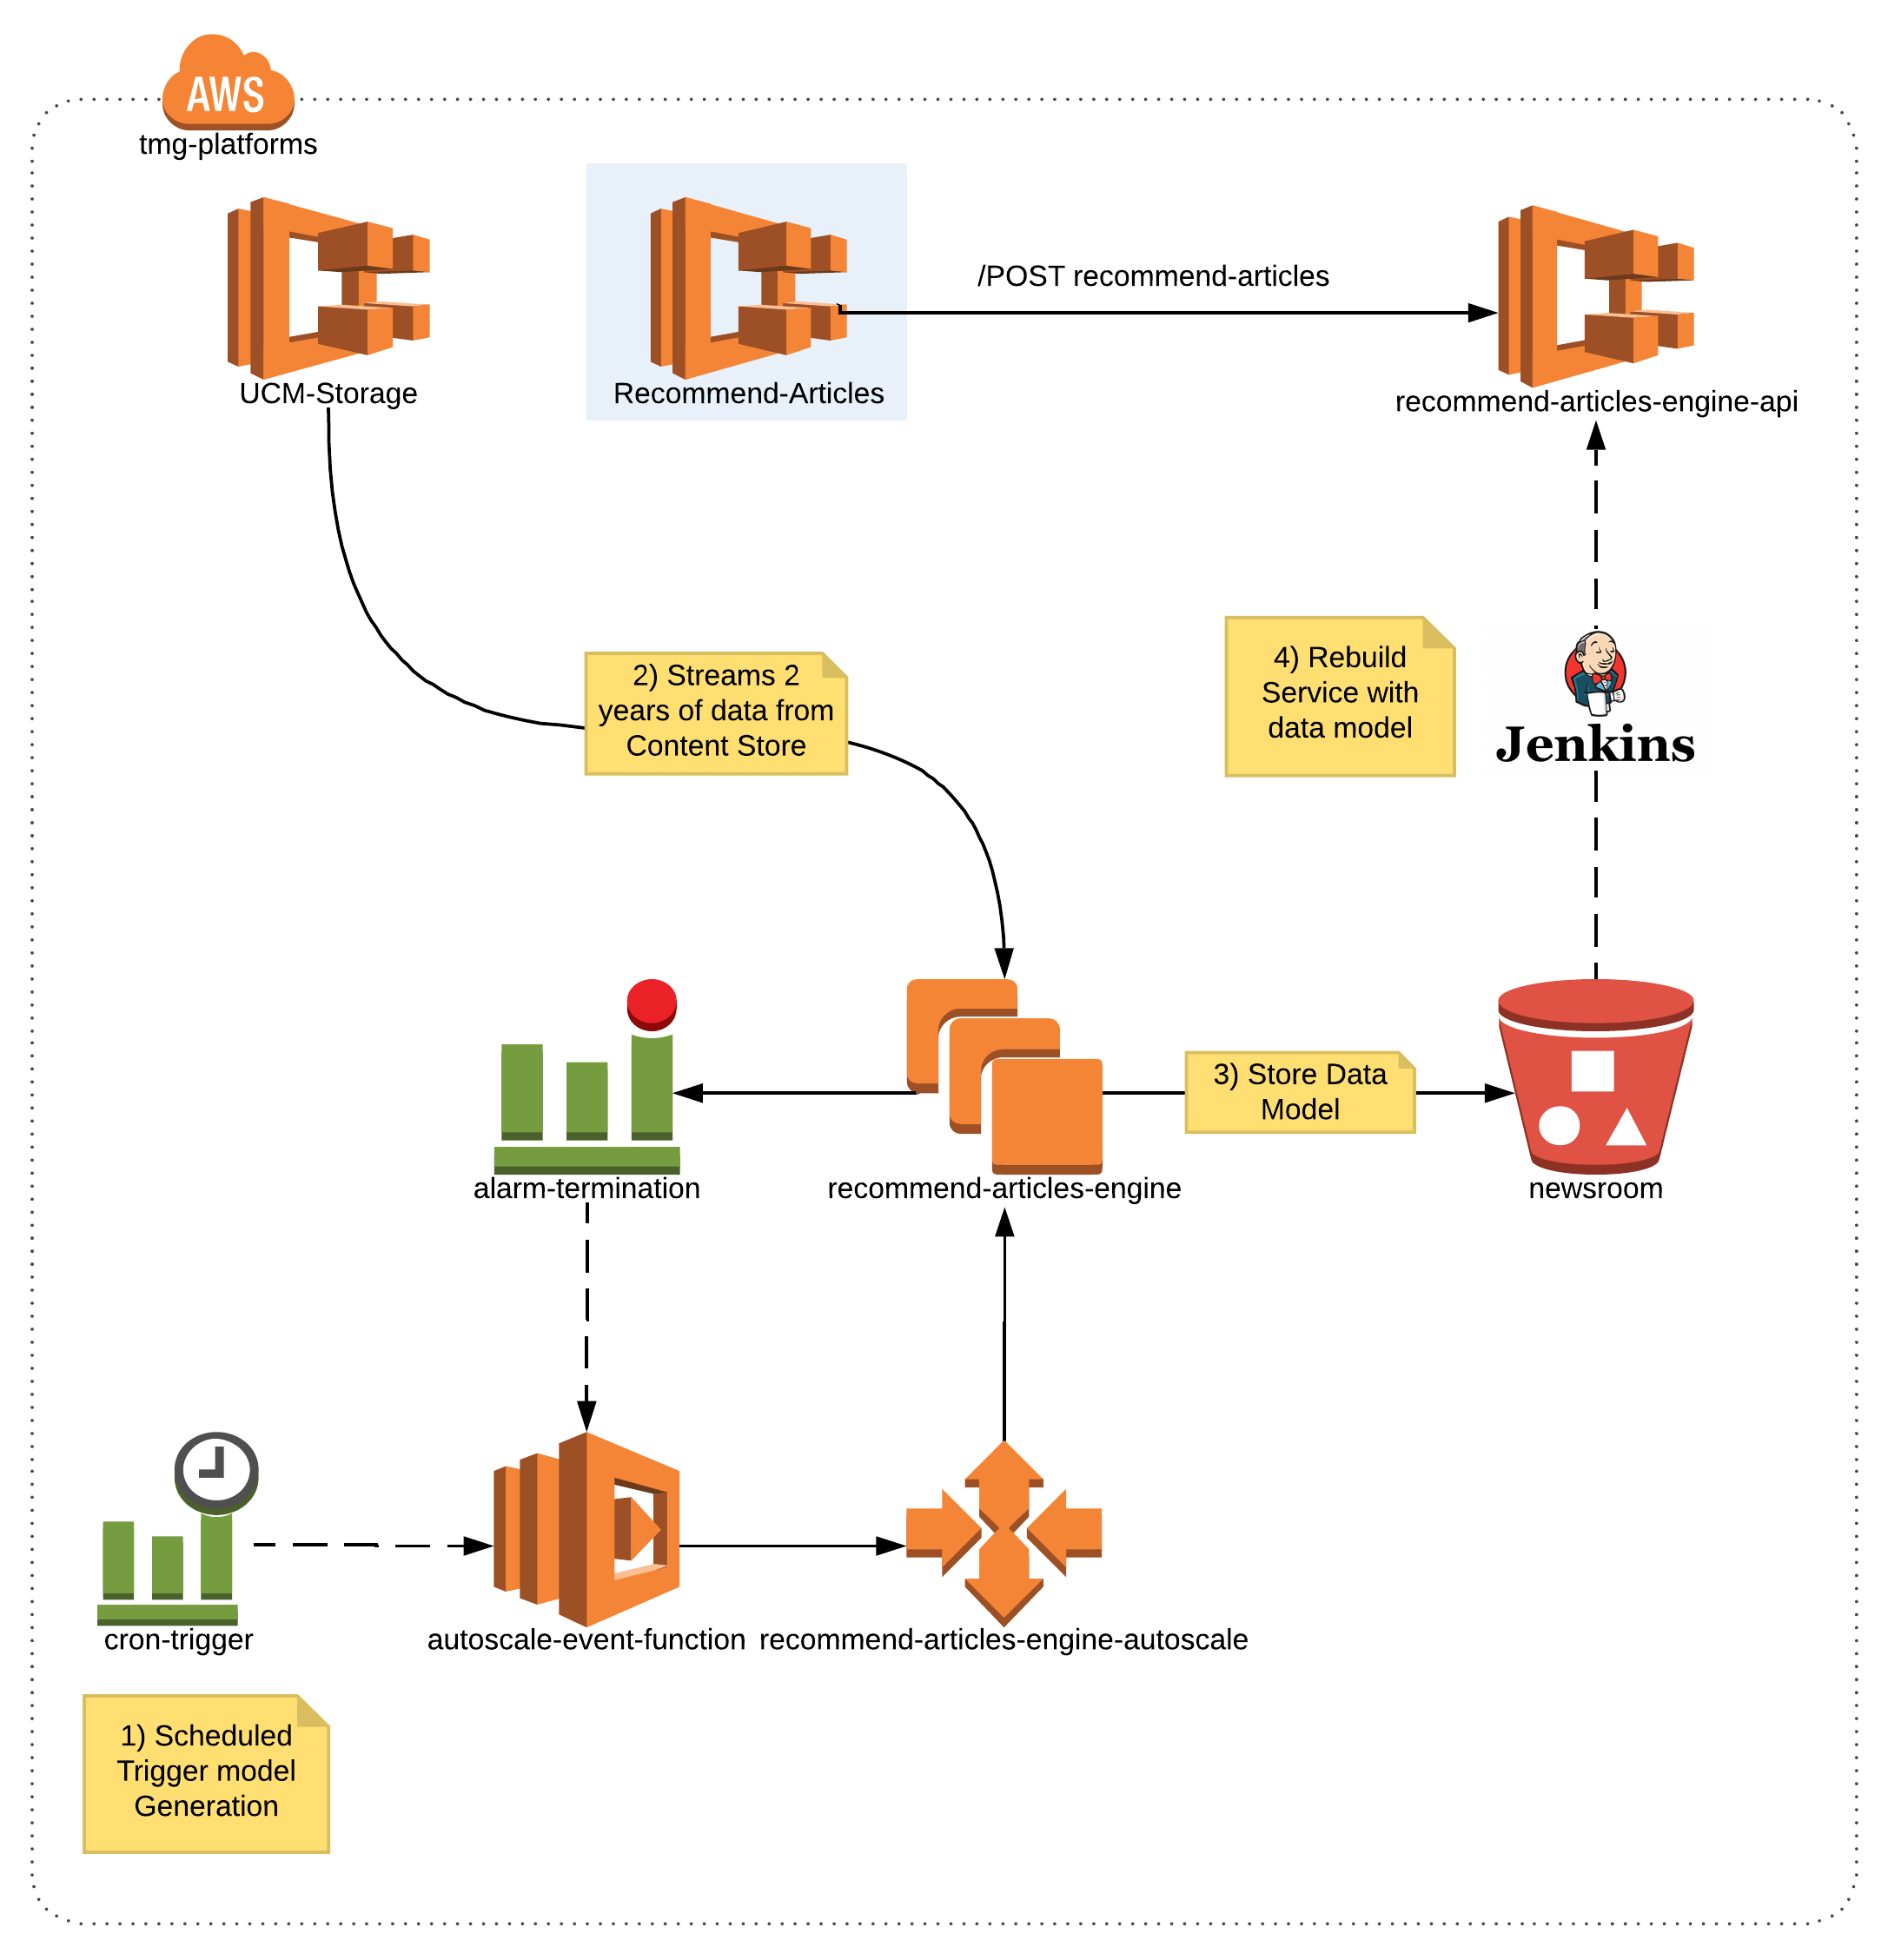 AWS
tmg-platforms
UCM-Storage
Recommend-Articles
/POST recommend-articles
recommend-articles-engine-api
2) Streams 2
years of data from
Content Store
4) Rebuild
Service with
data model
Jenkins
alarm-termination
recommend-articles-engine
3) Store Data
Model
newsroom
cron-trigger
autoscale-event-function
recommend-articles-engine-autoscale
1) Scheduled
Trigger model
Generation